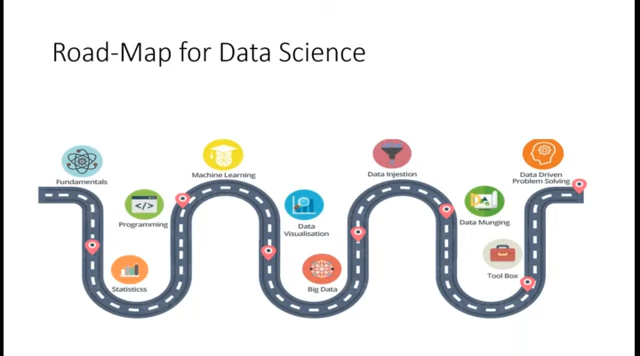 Road-Map for Data Science
Fundamentals
Statisticss
Programming
Machine Learning
Data
Visualisation
Big Data
Data Injestion
Data Munging
Tool Box
Data Driven
Problem Solving